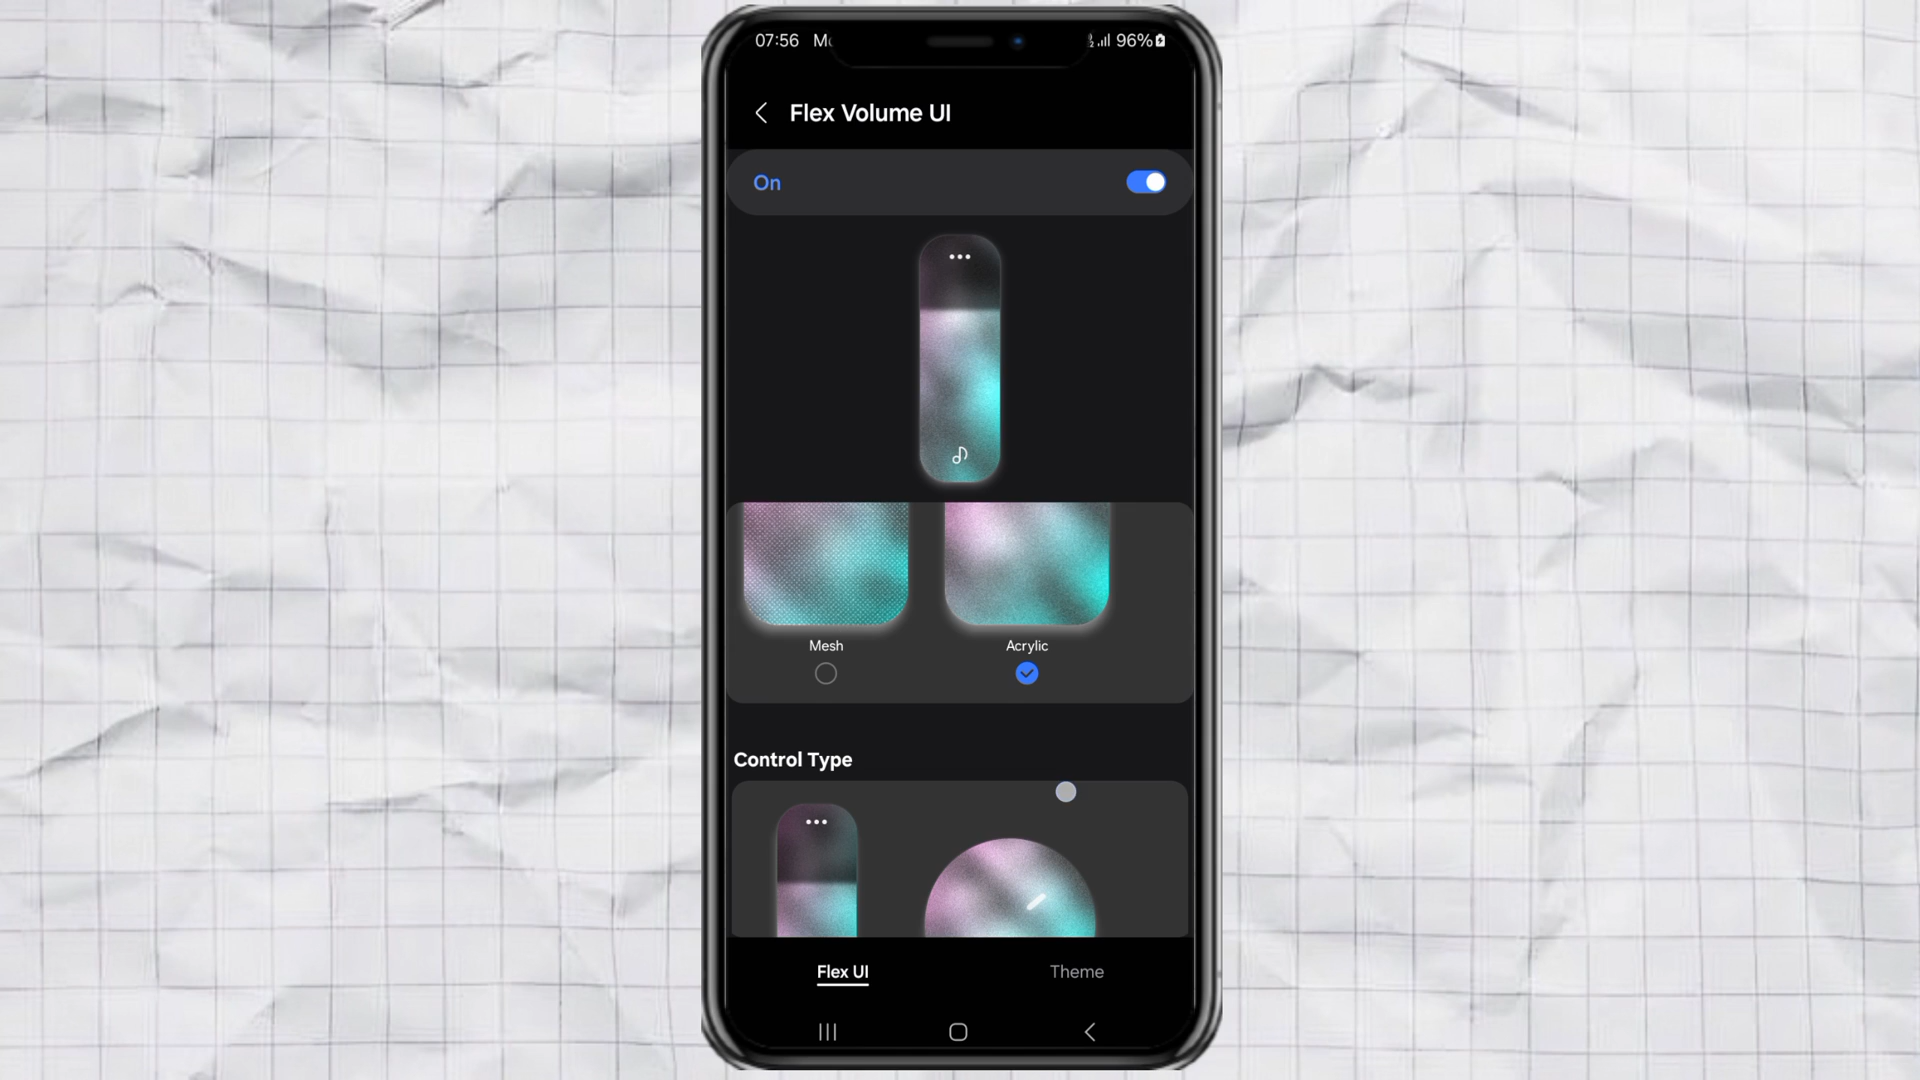 07:56
96%
Flex Volume UI
On
Mesh
Acrylic
Control Type
Flex UI
Theme